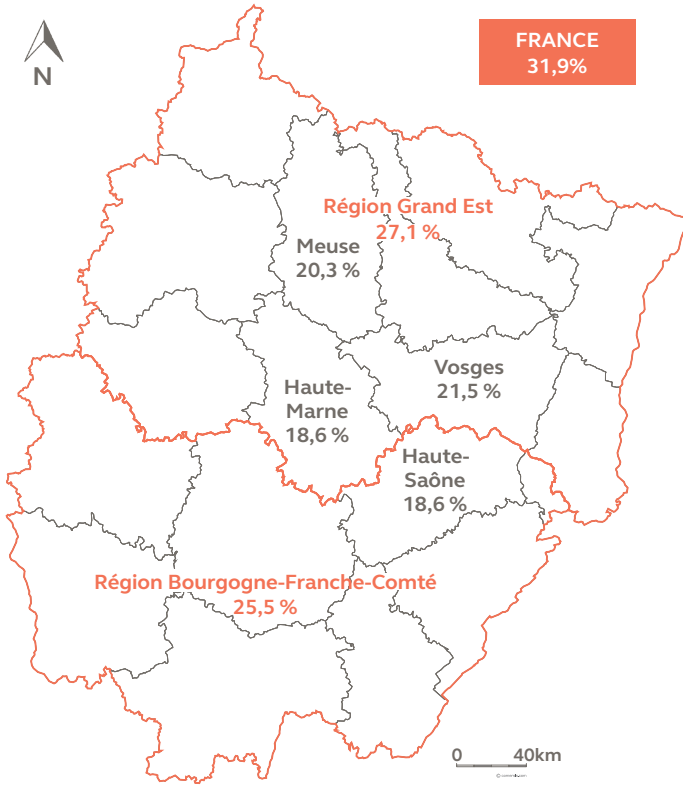 N
FRANCE
31,9%
Région Grand Est
27,1 %
Meuse
20,3 %
Vosges
21,5 %
Haute-
Marne
18,6 %
Haute-
Saône
18,6 %
Région Bourgogne-Franche-Comté
25,5 %
0 40km